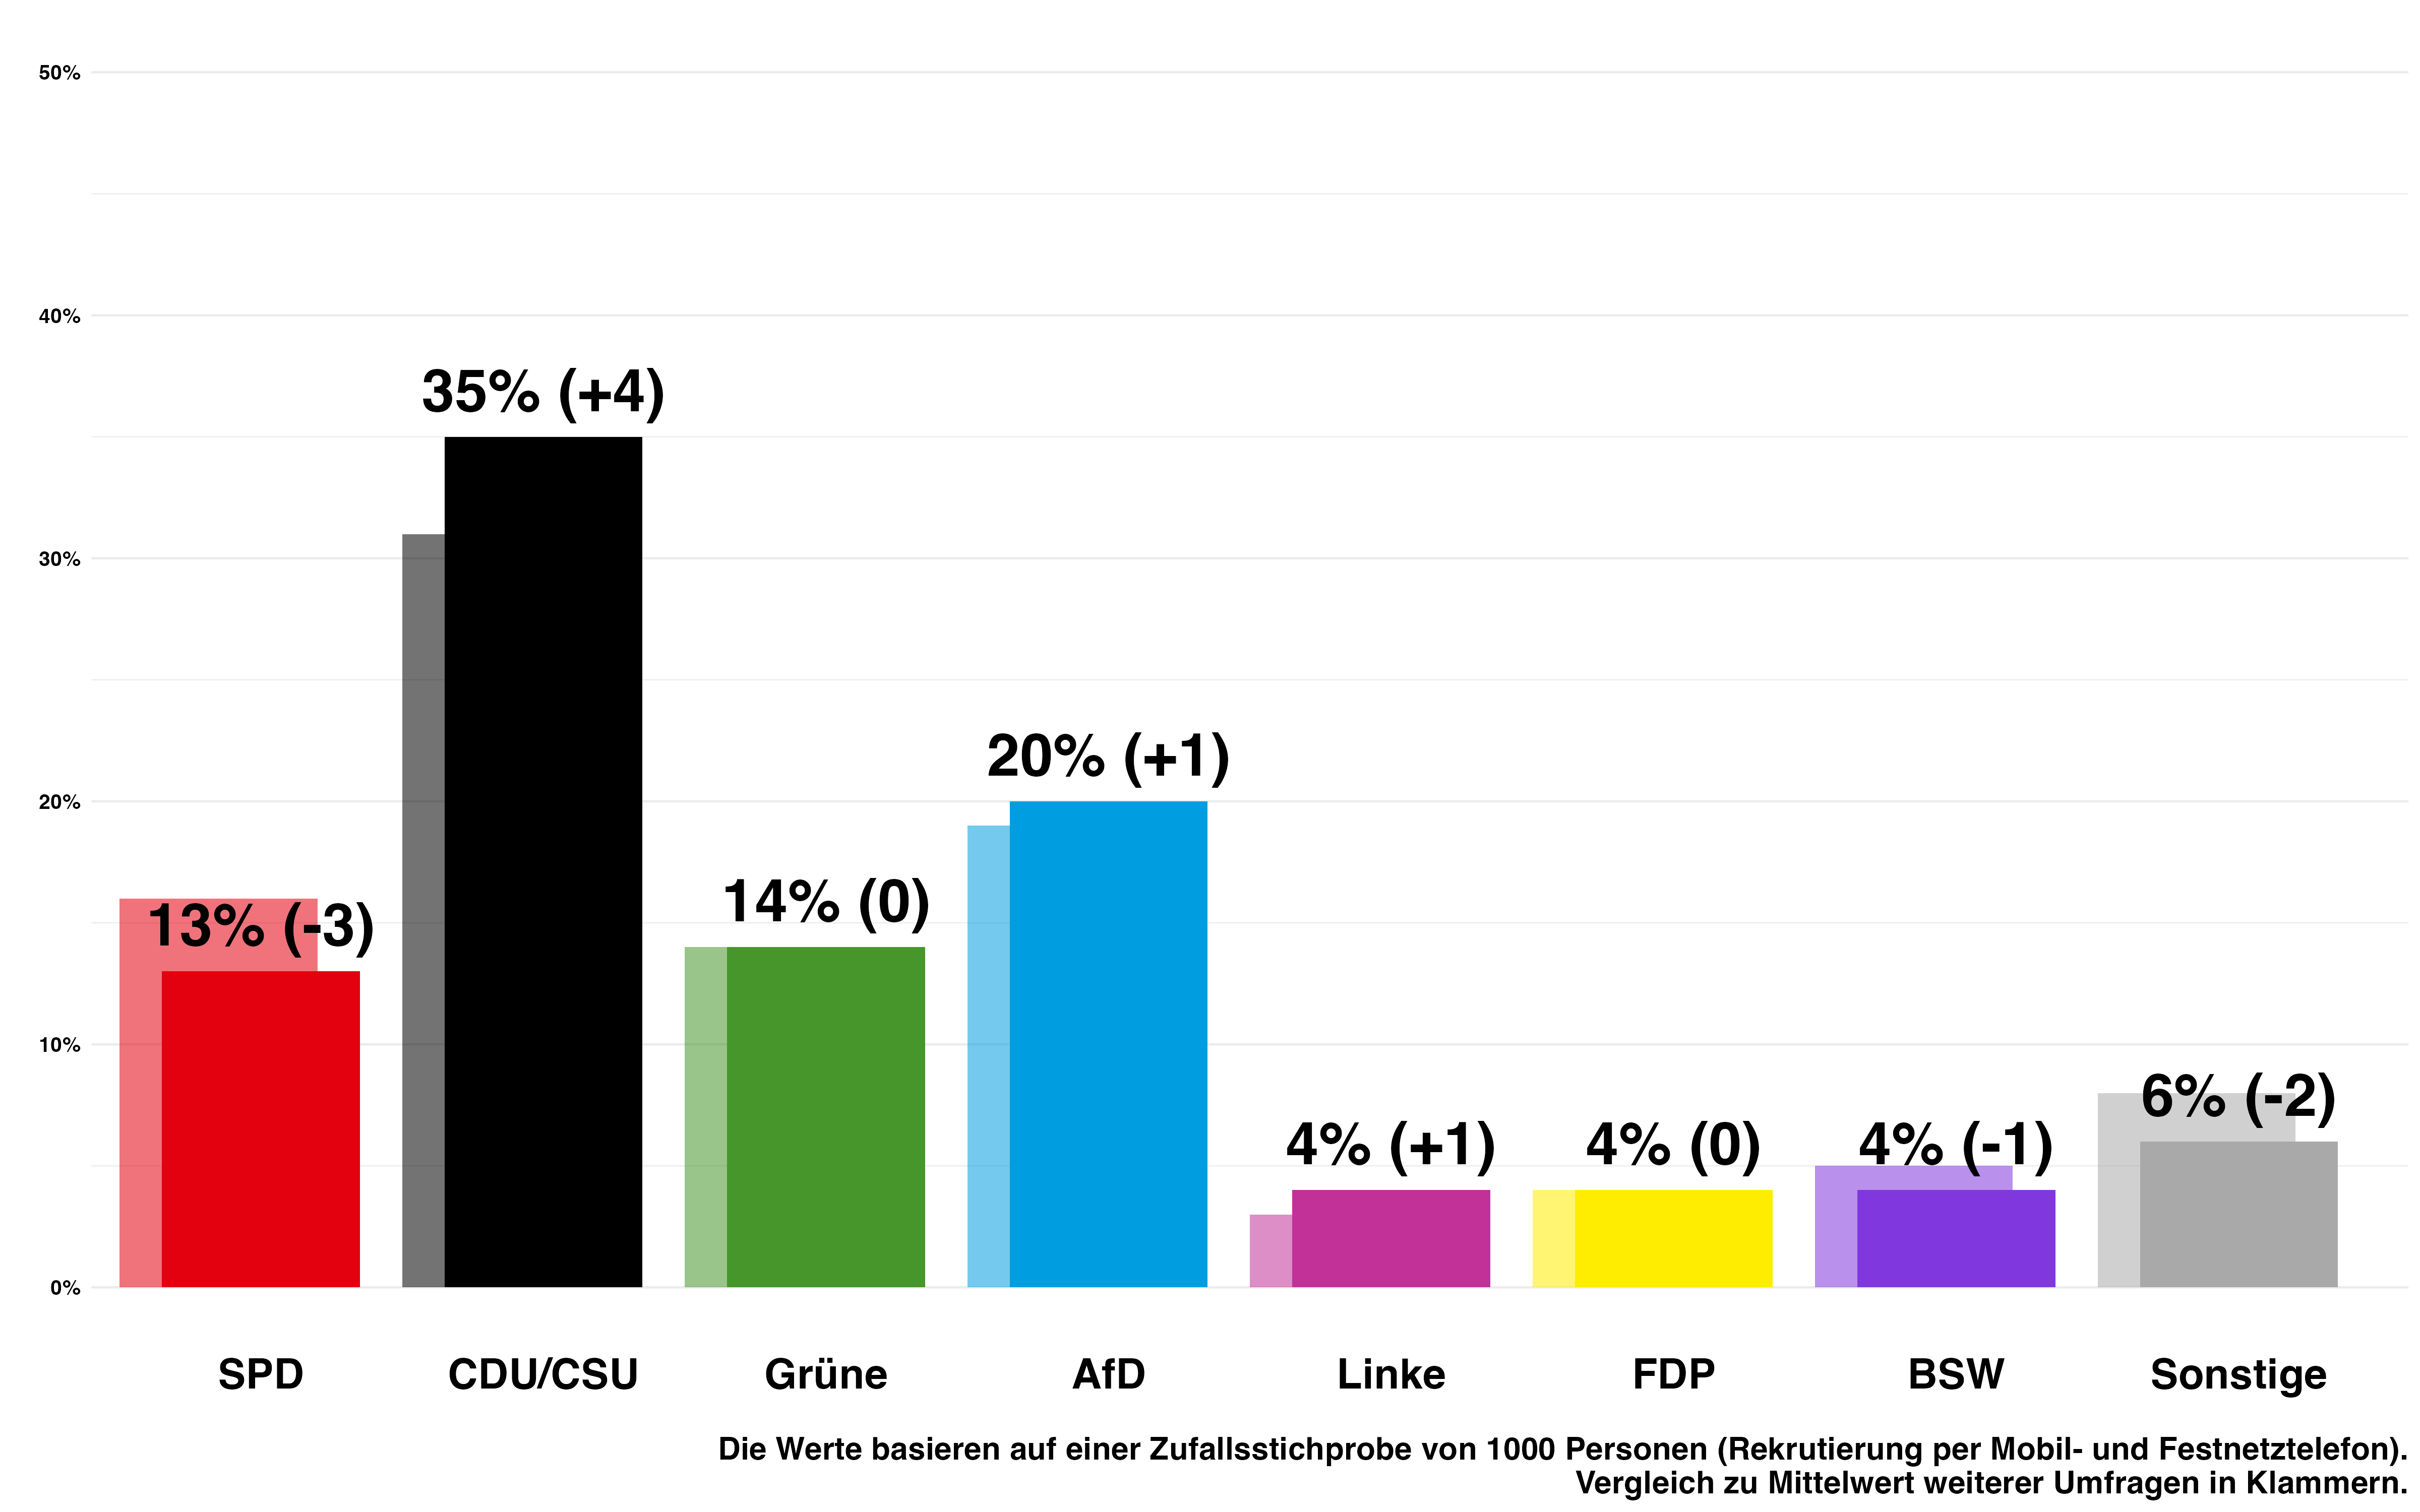 50%
40%
30%
20%
10%
0%
13% (-3)
35% (+4)
14% (0)
20% (+1)
4% (+1)
4% (0)
4% (-1)
6% (-2)
SPD
CDU/CSU
Grüne
AfD
Linke
FDP
BSW
Sonstige
Die Werte basieren auf einer Zufallsstichprobe von 1000 Personen (Rekrutierung per Mobil- und Festnetztelefon).
Vergleich zu Mittelwert weiterer Umfragen in Klammern.